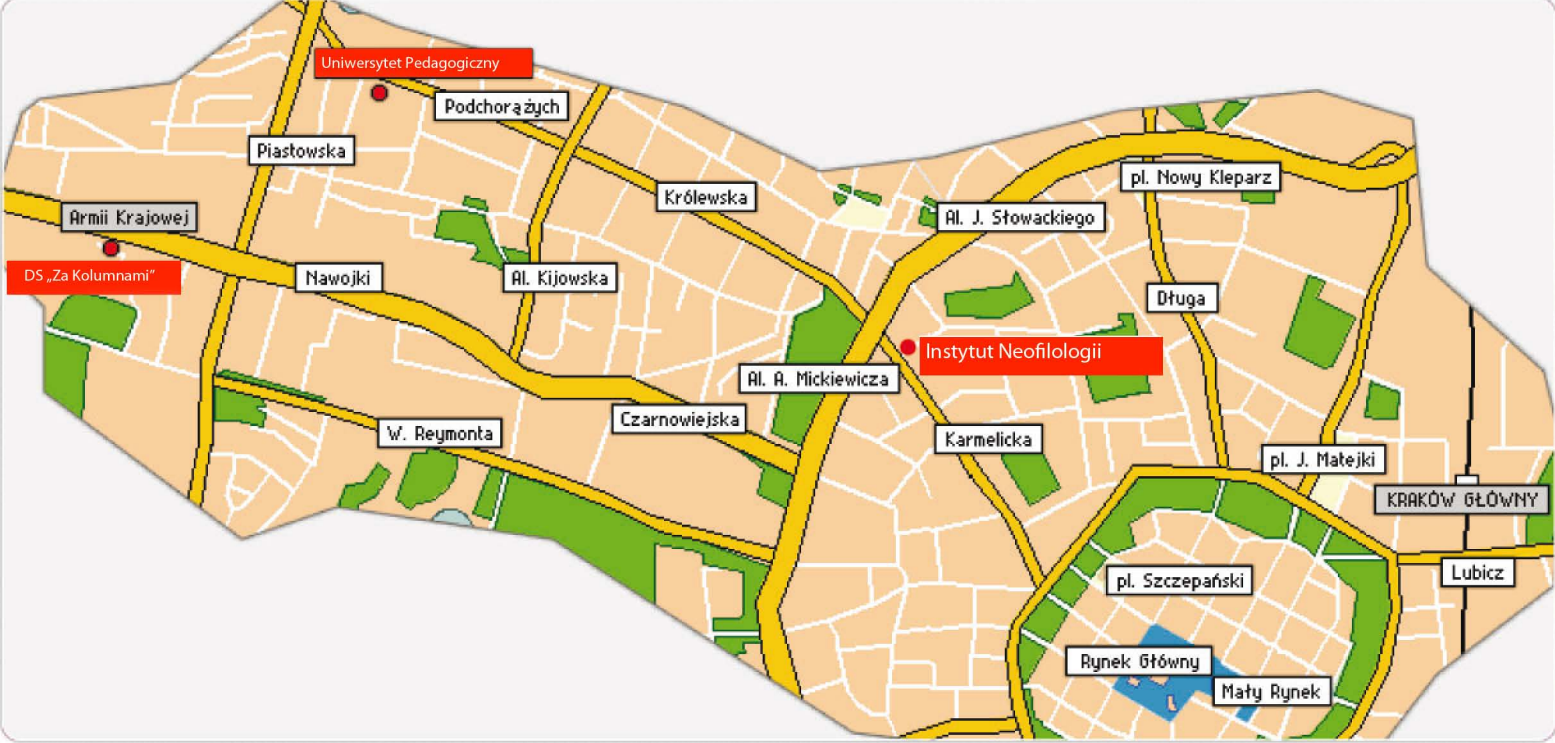 Uniwersytet Pedagogiczny
Podchorążych
Piastowska
pl. Nowy Kleparz
Królewska
Armii Krajowej
Al. J. Słowackiego
DS „Za Kolumnami”
Nawojki
Al. Kijowska
Długa
Instytut Neofilologii
Al. A. Mickiewicza
Czarnowiejska
W. Reymonta
Karmelicka
pl. J. Matejki
KRAKÓW GŁÓWNY
Lubicz
pl. Szczepański
Rynek Główny
Mały Rynek